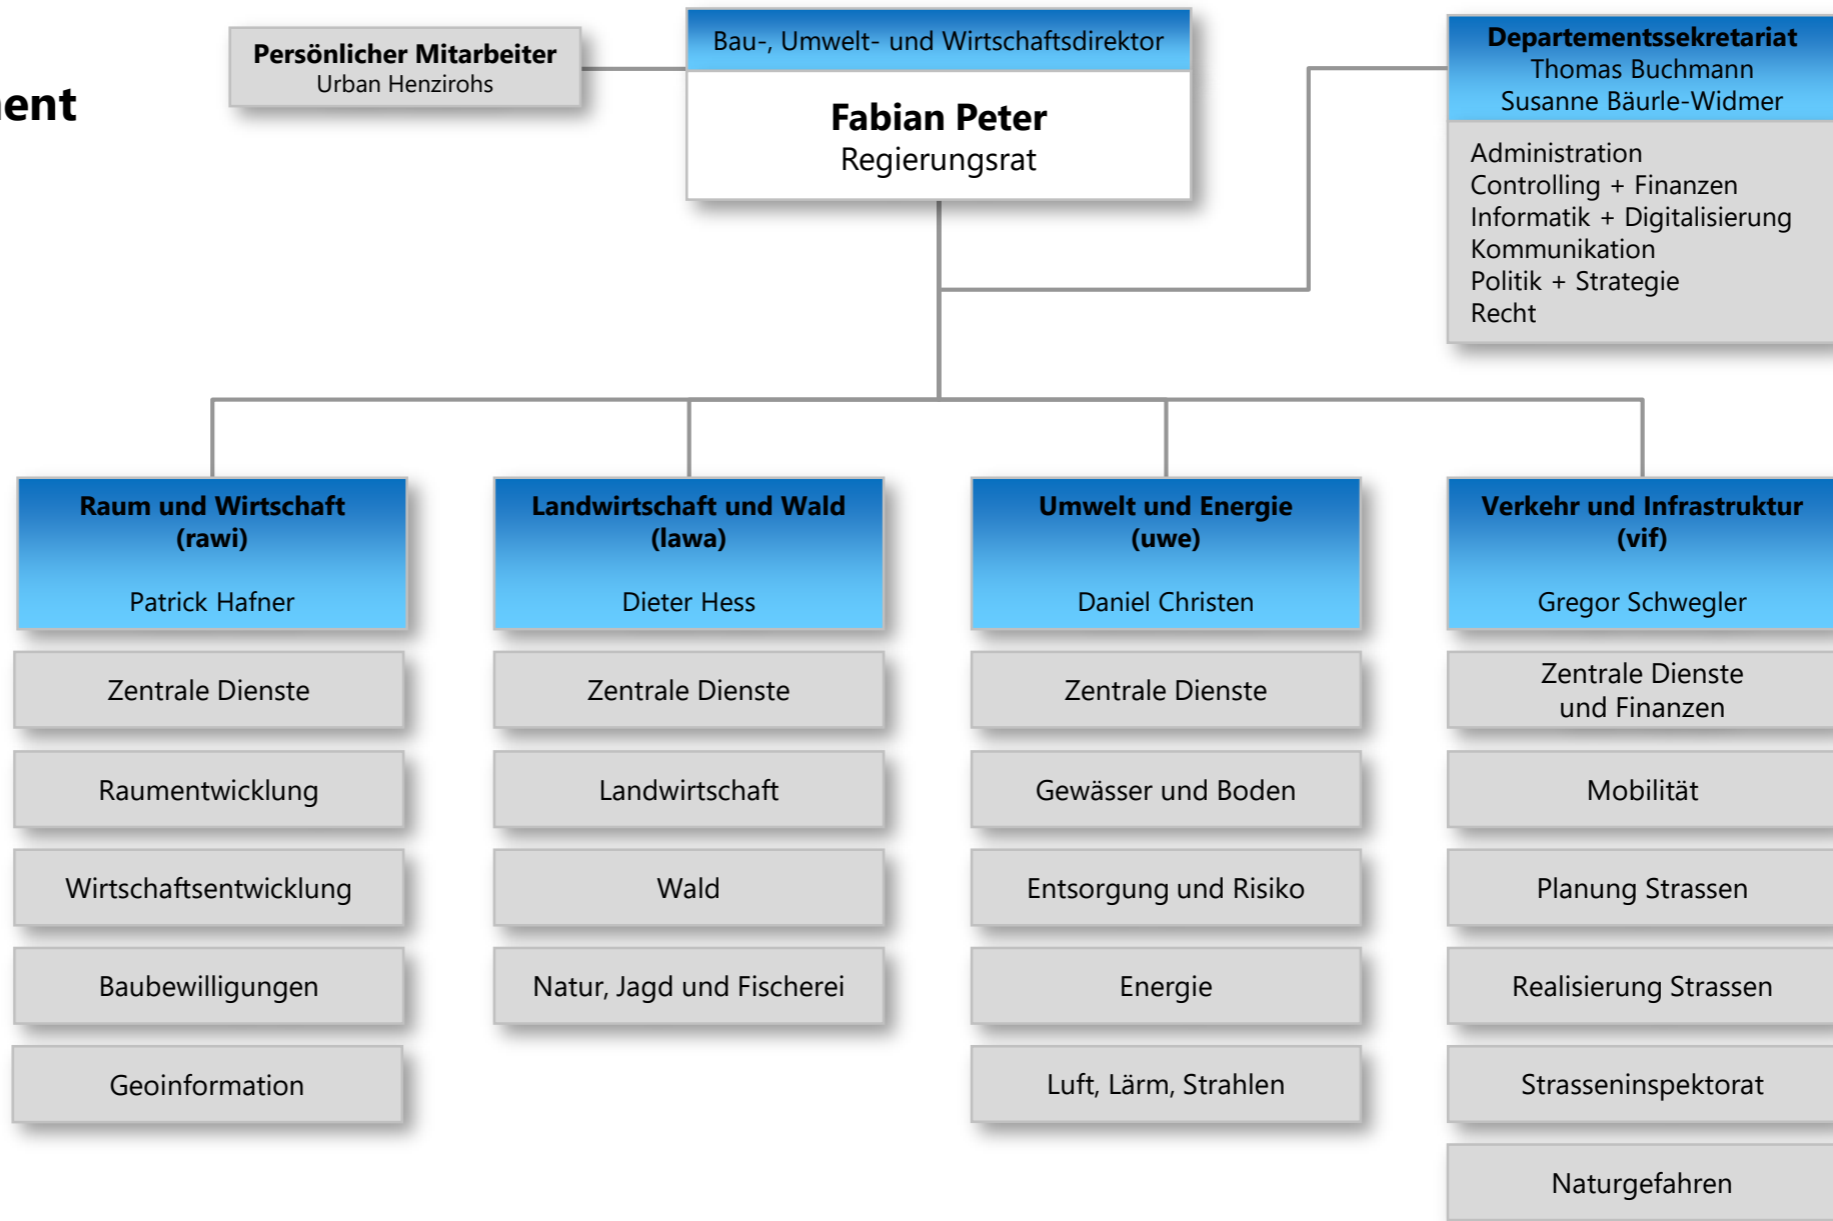 Persönlicher Mitarbeiter
Urban Henzirohs
Bau-, Umwelt- und Wirtschaftsdirektor
Fabian Peter
Regierungsrat
Departementssekretariat
Thomas Buchmann
Susanne Bäurle-Widmer
Administration
Controlling + Finanzen
Informatik + Digitalisierung
Kommunikation
Politik + Strategie
Recht
Raum und Wirtschaft
(rawi)
Patrick Hafner
Zentrale Dienste
Raumentwicklung
Wirtschaftsentwicklung
Baubewilligungen
Geoinformation
Landwirtschaft und Wald
(lawa)
Dieter Hess
Zentrale Dienste
Landwirtschaft
Wald
Natur, Jagd und Fischerei
Umwelt und Energie
(uwe)
Daniel Christen
Zentrale Dienste
Gewässer und Boden
Entsorgung und Risiko
Energie
Luft, Lärm, Strahlen
Verkehr und Infrastruktur
(vif)
Gregor Schwegler
Zentrale Dienste
und Finanzen
Mobilität
Planung Strassen
Realisierung Strassen
Strasseninspektorat
Naturgefahren